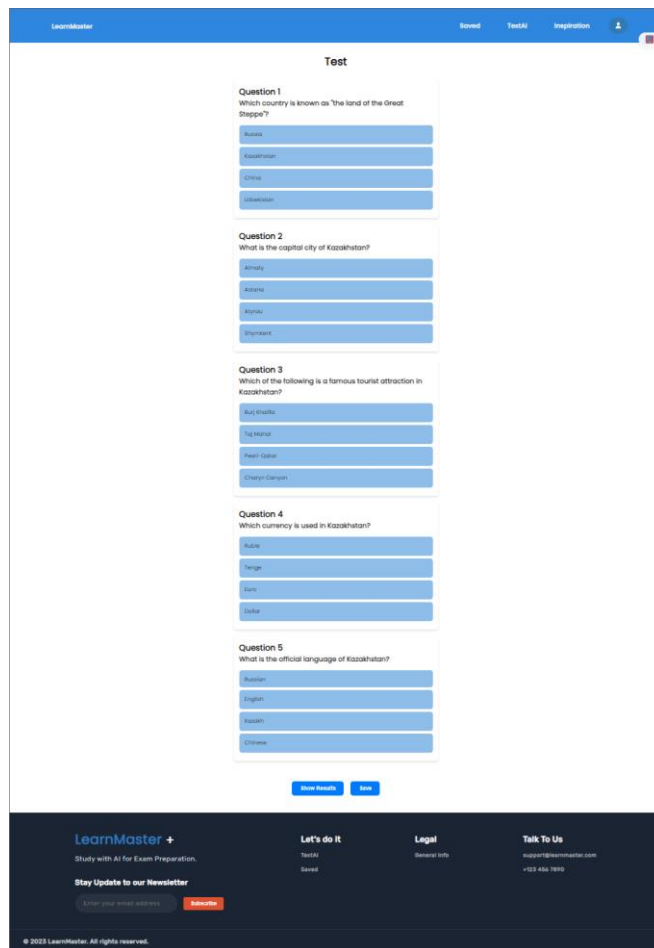 LearnMaster
Saved TestAI Inspiration
Test
Question 1
Which country is known as "the land of the Great
Steppe"?
Russia
Kazakhstan
China
Uzbekistan
Question 2
What is the capital city of Kazakhstan?
Almaty
Astana
Atyrau
Shymkent
Question 3
Which of the following is a famous tourist attraction in
Kazakhstan?
Burj Khalifa
Taj Mahal
Charyn Canyon
Question 4
Which currency is used in Kazakhstan?
Ruble
Tenge
Euro
Dollar
Question 5
What is the official language of Kazakhstan?
Russian
English
Kazakh
Chinese
Show Results Save
LearnMaster +
Study with AI for Exam Preparation.
Stay Update to our Newsletter
Enter your email address Subscribe
Let's do it
TestAI
Saved
Legal
General Info
Talk To Us
support@learnmaster.com
+123 456 7890
© 2023 LearnMaster. All rights reserved.